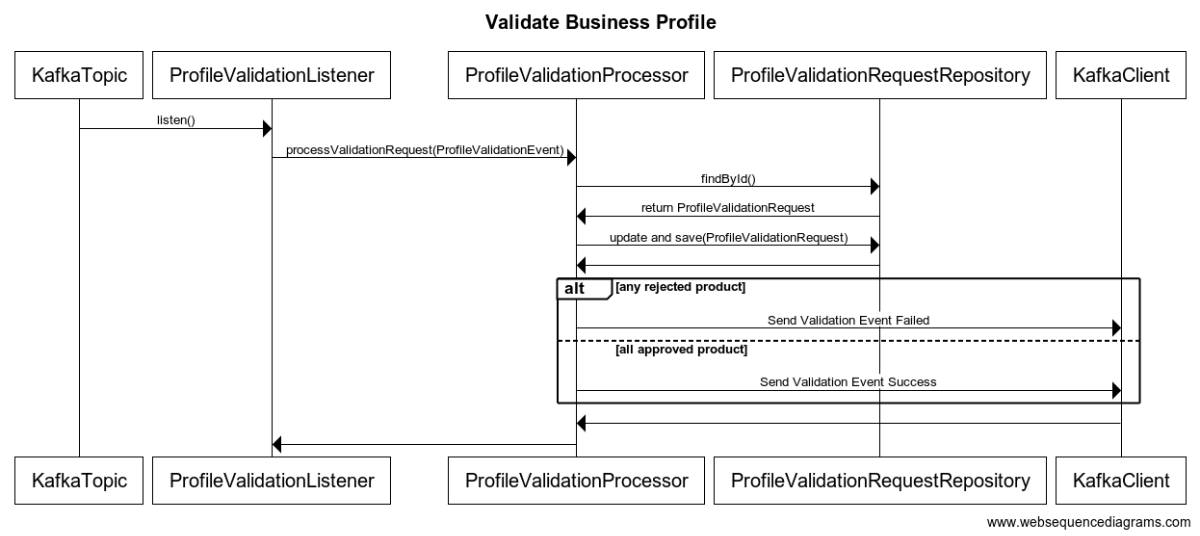 Validate Business Profile
KafkaTopic
ProfileValidationListener
ProfileValidationProcessor
ProfileValidationRequestRepository
KafkaClient
listen()
processValidationRequest(ProfileValidationEvent)
findById()
return ProfileValidationRequest
update and save(ProfileValidationRequest)
alt
[any rejected product]
Send Validation Event Failed
[all approved product]
Send Validation Event Success
KafkaTopic
ProfileValidationListener
ProfileValidationProcessor
ProfileValidationRequestRepository
KafkaClient
www.websequencediagrams.com